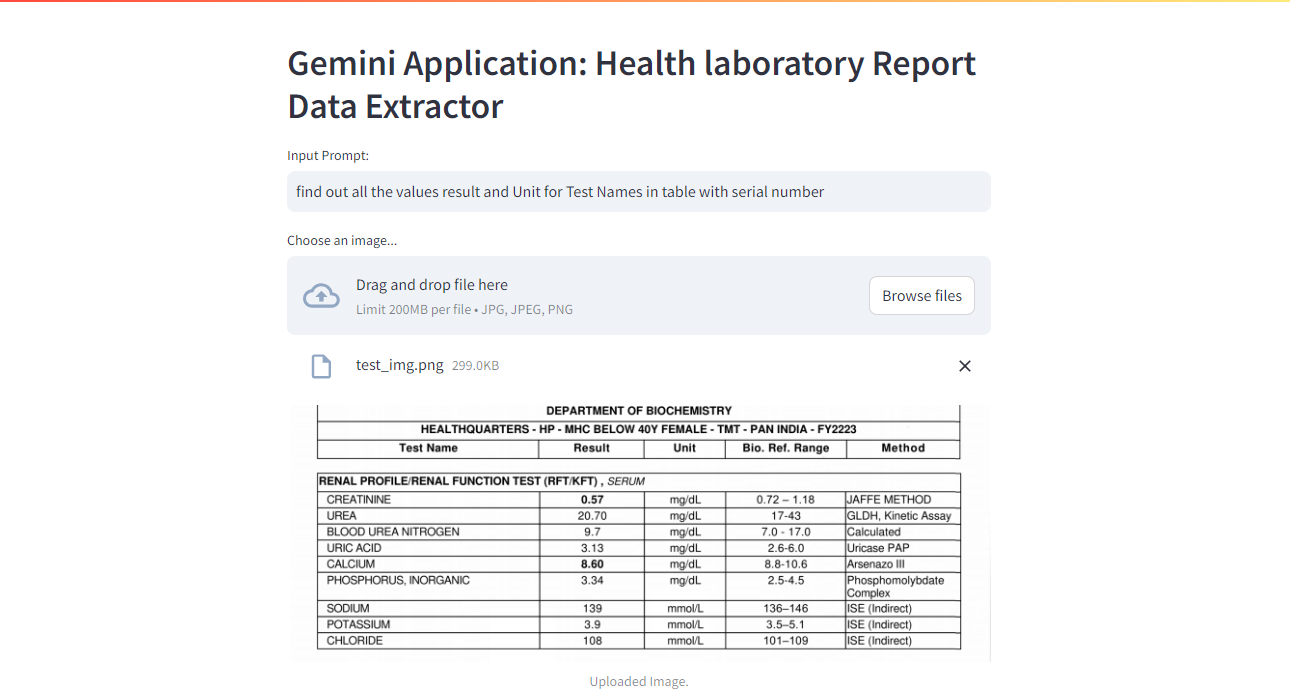 Gemini Application: Health laboratory Report
Data Extractor
Input Prompt:
find out all the values result and Unit for Test Names in table with serial number
Choose an image...
Drag and drop file here
Limit 200MB per file • JPG, JPEG, PNG
Browse files
test_img.png 299.0KB
DEPARTMENT OF BIOCHEMISTRY
HEALTHQUARTERS - HP - MHC BELOW 40Y FEMALE - TMT - PAN INDIA - FY2223
Test Name Result Unit Bio. Ref. Range Method
RENAL PROFILE/RENAL FUNCTION TEST (RFT/KFT) , SERUM
CREATININE 0.57 mg/dL 0.72 – 1.18 JAFFE METHOD
UREA 20.70 mg/dL 17-43 GLDH, Kinetic Assay
BLOOD UREA NITROGEN 9.7 mg/dL 7.0 - 17.0 Calculated
URIC ACID 3.13 mg/dL 2.6-6.0 Uricase PAP
CALCIUM 8.60 mg/dL 8.8-10.6 Arsenazo III
PHOSPHORUS, INORGANIC 3.34 mg/dL 2.5-4.5 Phosphomolybdate
Complex
SODIUM 139 mmol/L 136–146 ISE (Indirect)
POTASSIUM 3.9 mmol/L 3.5–5.1 ISE (Indirect)
CHLORIDE 108 mmol/L 101–109 ISE (Indirect)
Uploaded Image.